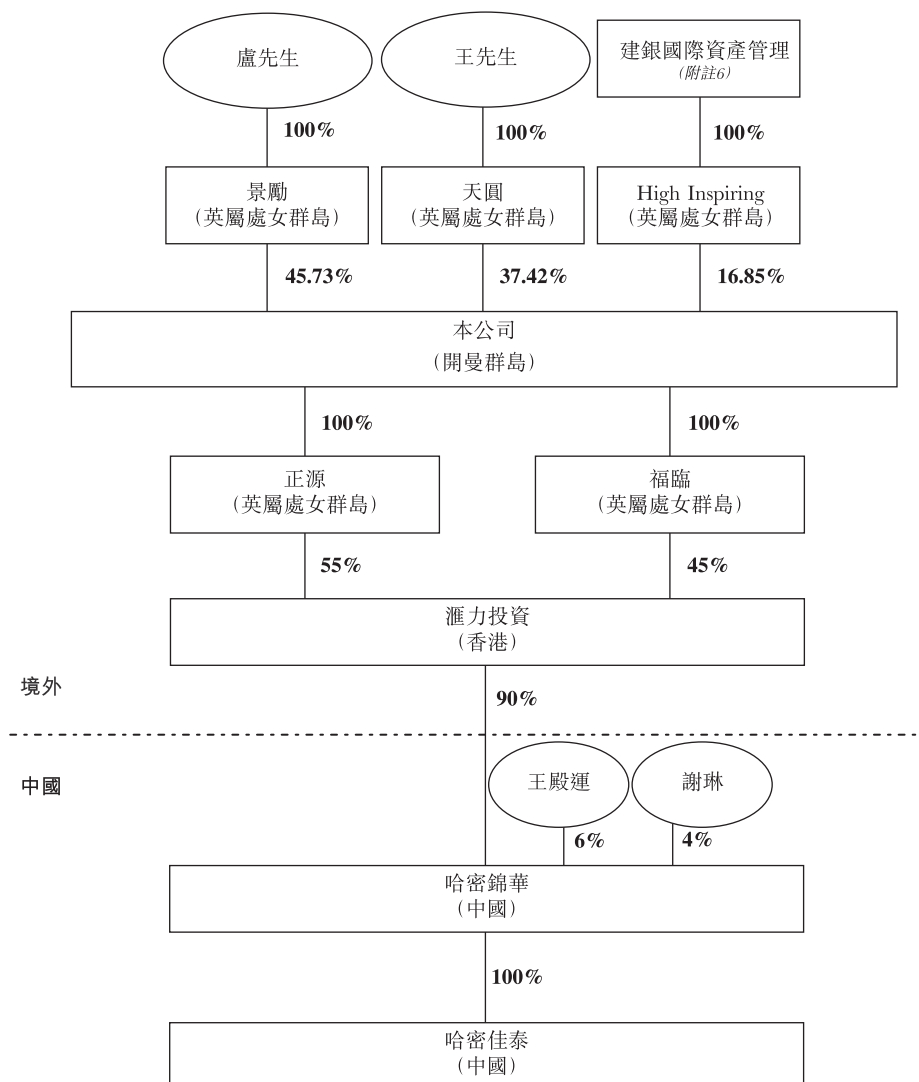 盧先生
王先生
建銀國際資產管理
(附註6)
100%
100%
100%
景勵
(英屬處女群島)
天圓
(英屬處女群島)
High Inspiring
(英屬處女群島)
45.73%
37.42%
16.85%
本公司
(開曼群島)
100%
100%
正源
(英屬處女群島)
福臨
(英屬處女群島)
55%
45%
滙力投資
(香港)
境外
90%
中國
王殿運
謝琳
6%
4%
哈密錦華
(中國)
100%
哈密佳泰
(中國)